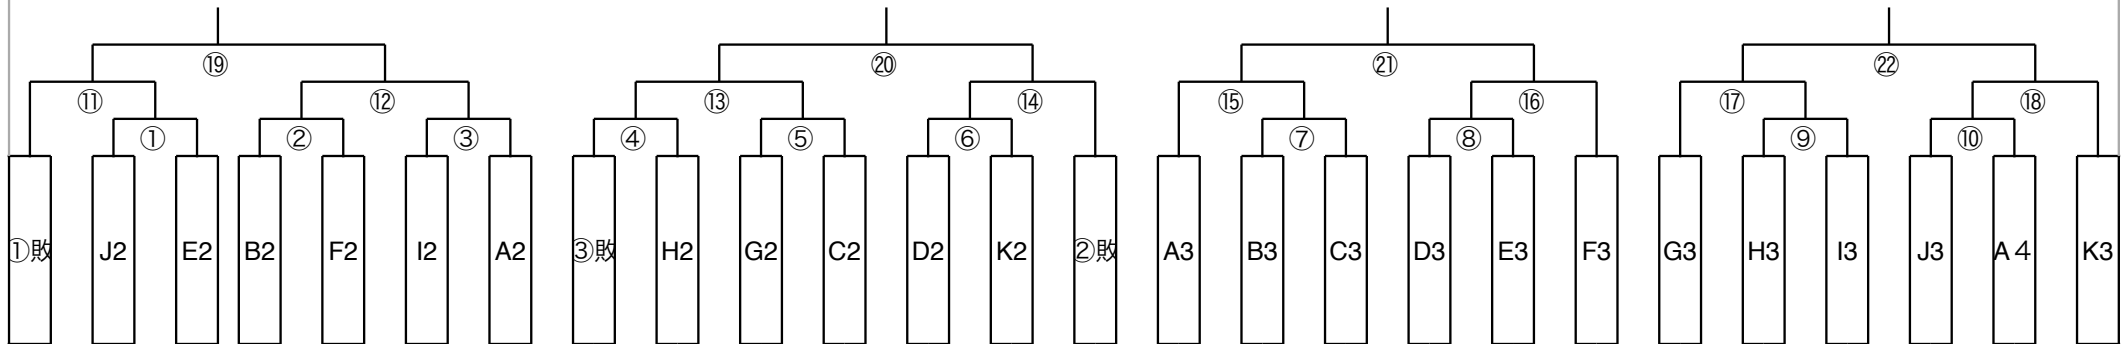 ⑲ ⑳ ㉑ ㉒
⑪ ⑫ ⑬ ⑭ ⑮ ⑯ ⑰ ⑱
① ② ③ ④ ⑤ ⑥ ⑦ ⑧ ⑨ ⑩
①敗 J2 E2 B2 F2 I2 A2 ③敗 H2 G2 C2 D2 K2 ②敗 A3 B3 C3 D3 E3 F3 G3 H3 I3 J3 A４ K3